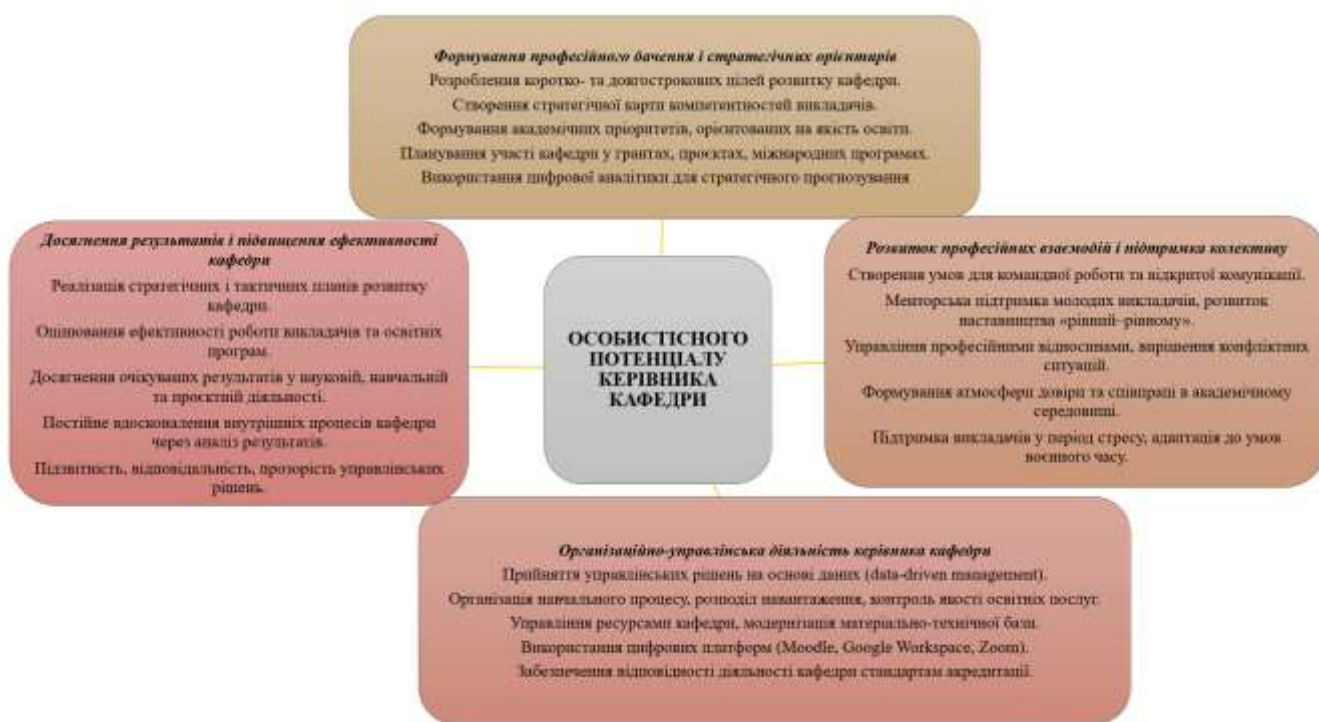 Формування професійного бачення і стратегічних орієнтирів
Розроблення коротко- та довгострокових цілей розвитку кафедри.
Створення стратегічної карти компетентностей викладачів.
Формування академічних пріоритетів, орієнтованих на якість освіти.
Планування участі кафедри у грантах, проєктах, міжнародних програмах.
Використання цифрової аналітики для стратегічного прогнозування
Досягнення результатів і підвищення ефективності
кафедри
Реалізація стратегічних і тактичних планів розвитку
кафедри.
Оцінювання ефективності роботи викладачів та освітніх
програм.
Досягнення очікуваних результатів у науковій, навчальній
та проєктній діяльності.
Постійне вдосконалення внутрішніх процесів кафедри
через аналіз результатів.
Підзвітність, відповідальність, прозорість управлінських
рішень.
ОСОБИСТІСНОГО
ПОТЕНЦІАЛУ
КЕРІВНИКА
КАФЕДРИ
Розвиток професійних взаємодій і підтримка колективу
Створення умов для командної роботи та відкритої комунікації.
Менторська підтримка молодих викладачів, розвиток
наставництва «рівний–рівному».
Управління професійними відносинами, вирішення конфліктних
ситуацій.
Формування атмосфери довіри та співпраці в академічному
середовищі.
Підтримка викладачів у період стресу, адаптація до умов
воєнного часу.
Організаційно-управлінська діяльність керівника кафедри
Прийняття управлінських рішень на основі даних (data-driven management).
Організація навчального процесу, розподіл навантаження, контроль якості освітніх послуг.
Управління ресурсами кафедри, модернізація матеріально-технічної бази.
Використання цифрових платформ (Moodle, Google Workspace, Zoom).
Забезпечення відповідності діяльності кафедри стандартам акредитації.